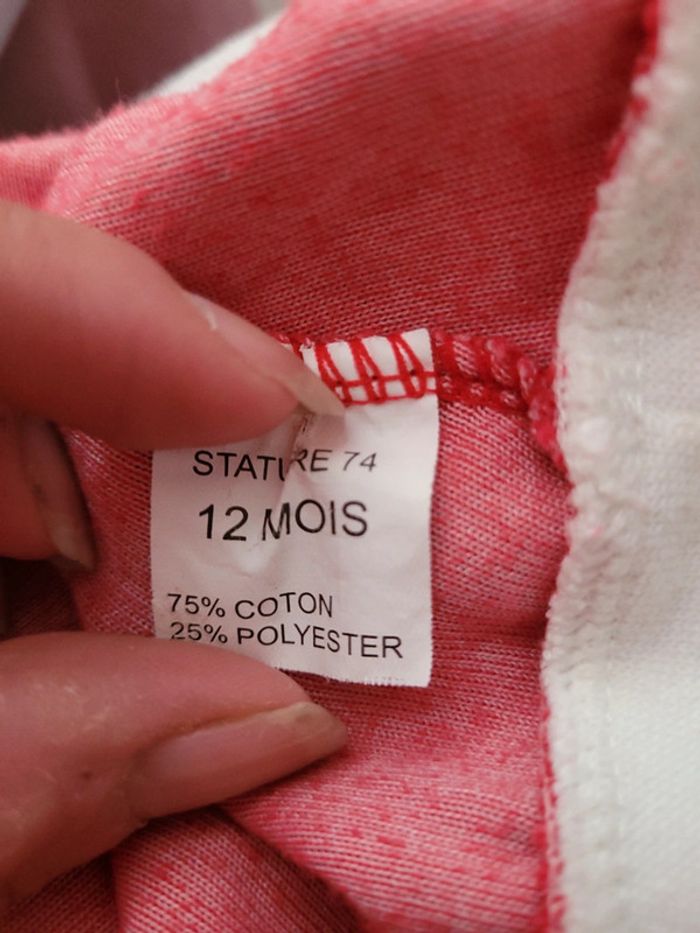 STATURE 74
12 MOIS
75% COTON
25% POLYESTER